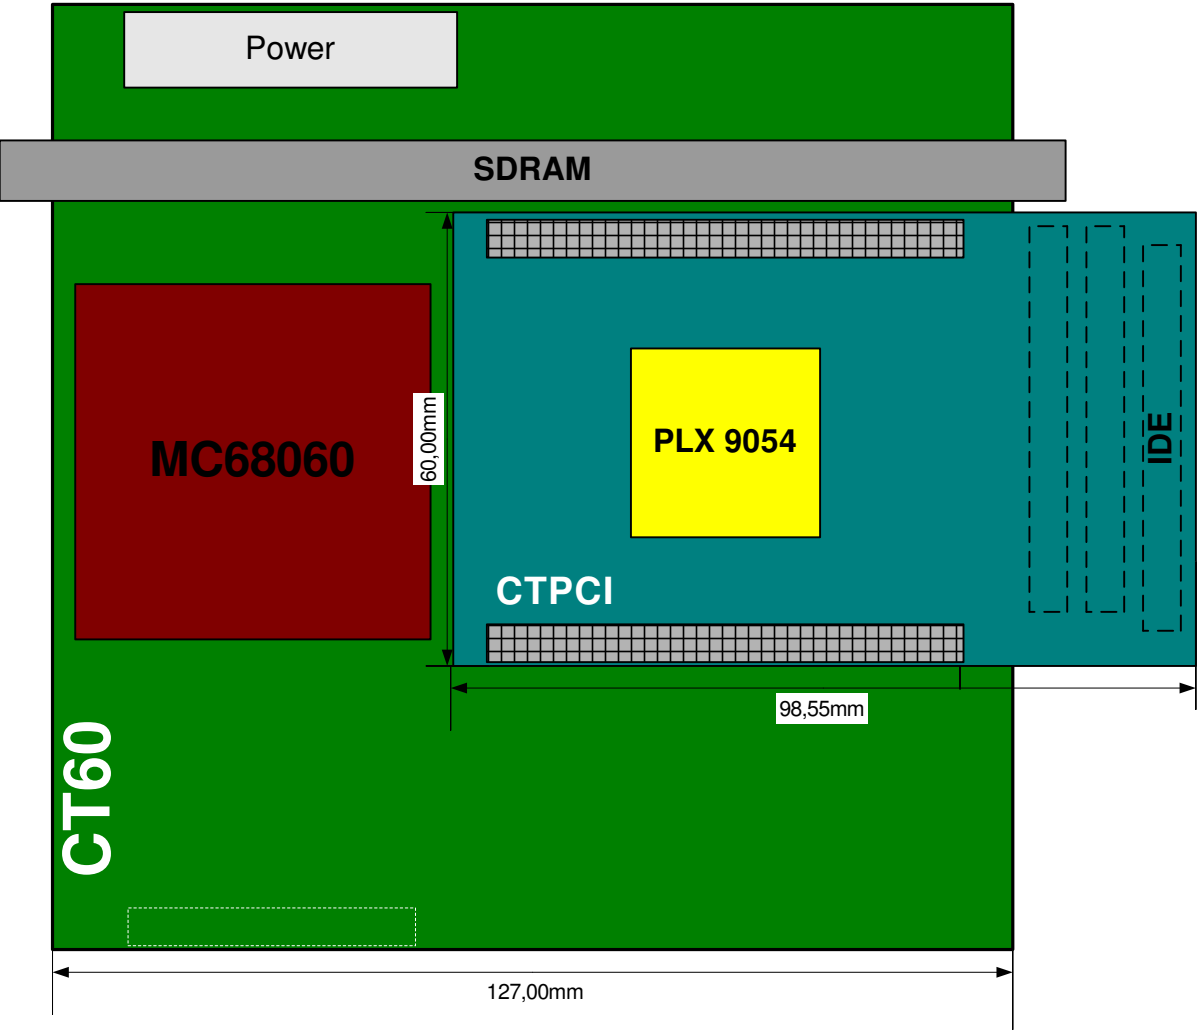 Power
SDRAM
60,00mm
MC68060
PLX 9054
IDE
CTPCI
98,55mm
CT60
127,00mm